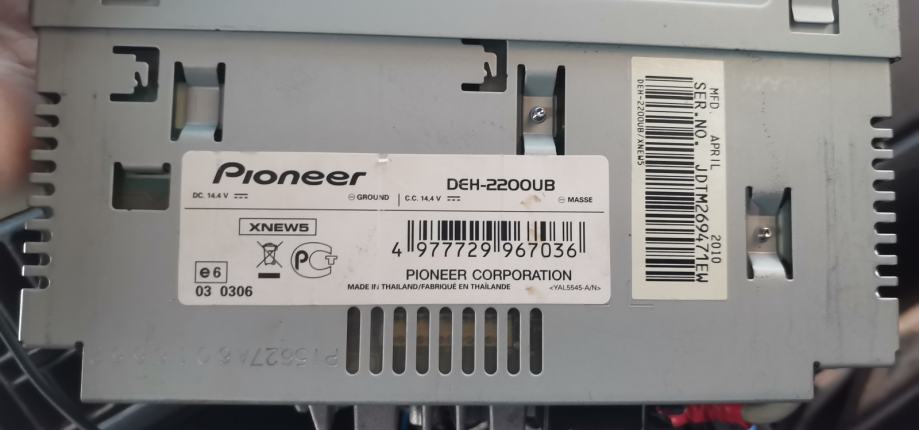 Pioneer
DEH-2200UB
DC. 14.4 V
GROUND
C.C. 14.4 V
MASSE
XNEW5
e6
03 0306
PCT
4 977729 967036
PIONEER CORPORATION
MADE IN THAILAND/FABRIQUÉ EN THAÏLANDE
<YAL5545-A/N>
MFD. APRIL 2010
SER.NO. JDTM269471EW
DEH-2200UB/XNEW5